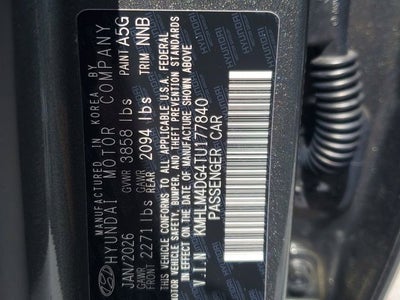 MANUFACTURED IN KOREA BY
HYUNDAI MOTOR COMPANY
JAN/2026 GVWR 3858 lbs PAINT A5G
GAWR FRONT 2271 lbs GAWR REAR 2094 lbs TRIM NNB
THIS VEHICLE CONFORMS TO ALL APPLICABLE U.S.A. FEDERAL
MOTOR VEHICLE SAFETY, BUMPER, AND THEFT PREVENTION STANDARDS
IN EFFECT ON THE DATE OF MANUFACTURE SHOWN ABOVE
V.I.N KMHLM4DG4TU177840
PASSENGER CAR
HYUNDAI